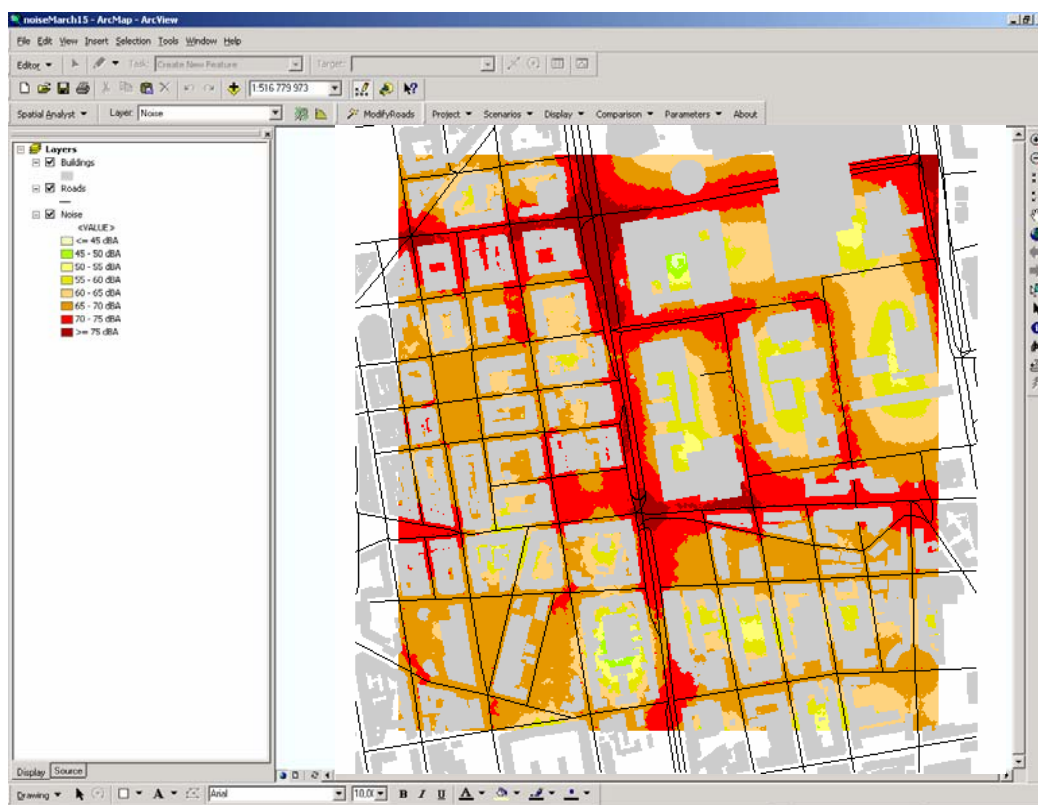 noiseMarch15 - ArcMap - ArcView
File Edit View Insert Selection Tools Window Help
Editor Task: Create New Feature Target:
1:516 779 973
Spatial Analyst Layer: Noise ModifyRoads Project Scenarios Display Comparison Parameters About
Layers
Buildings
Roads
Noise
<VALUE>
<= 45 dBA
45 - 50 dBA
50 - 55 dBA
55 - 60 dBA
60 - 65 dBA
65 - 70 dBA
70 - 75 dBA
>= 75 dBA
Display Source
Drawing A Arial 10,00 B I U A